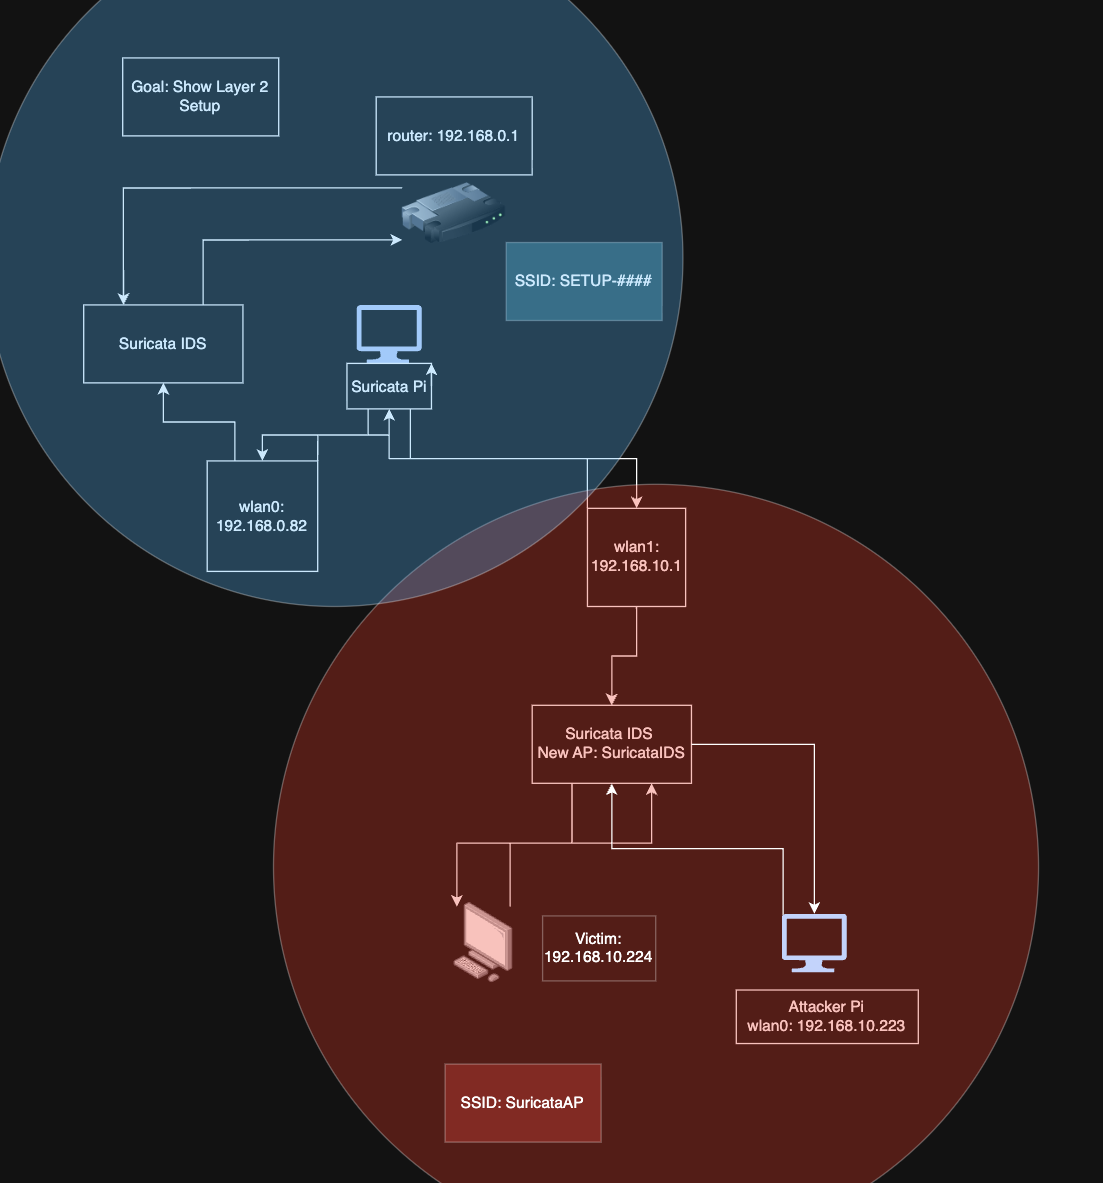 Goal: Show Layer 2
Setup
router: 192.168.0.1
SSID: SETUP-####
Suricata IDS
Suricata Pi
wlan0:
192.168.0.82
wlan1:
192.168.10.1
Suricata IDS
New AP: SuricataIDS
Victim:
192.168.10.224
Attacker Pi
wlan0: 192.168.10.223
SSID: SuricataAP